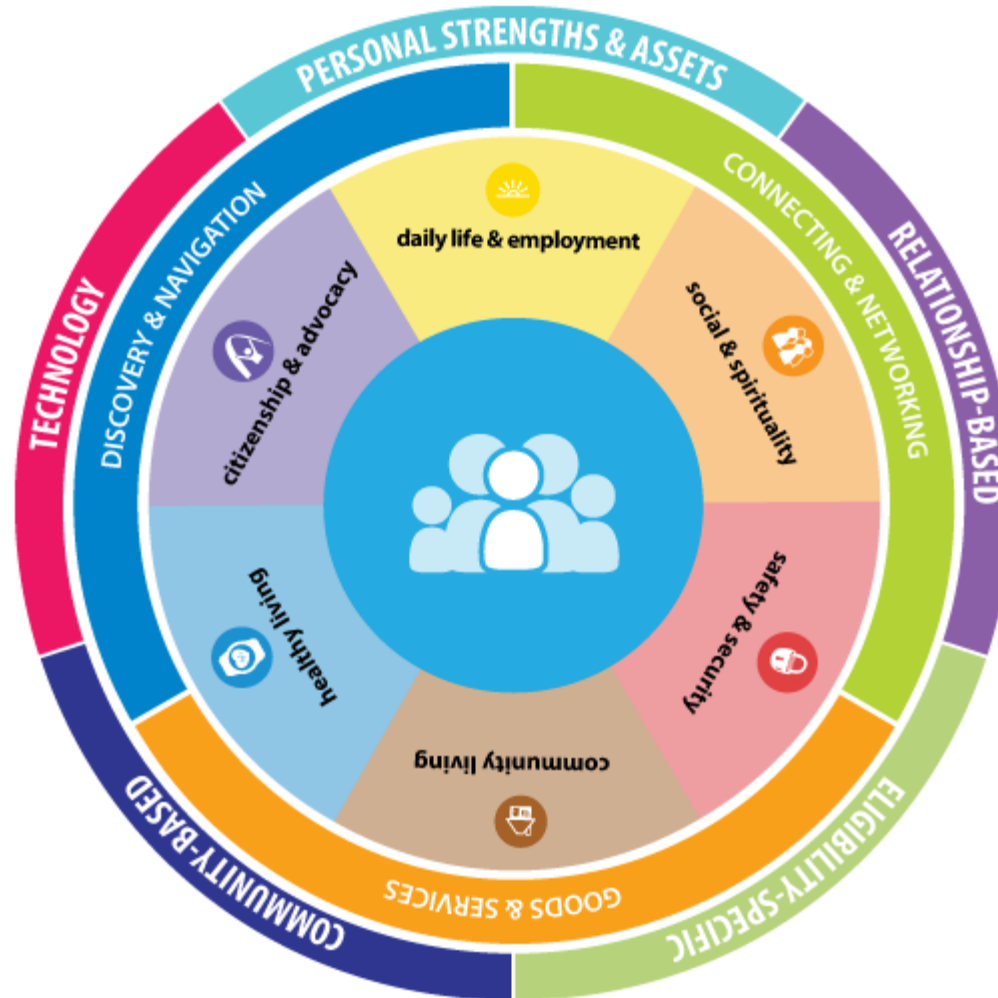 PERSONAL STRENGTHS & ASSETS
RELATIONSHIP-BASED
ELIGIBILITY-SPECIFIC
COMMUNITY-BASED
TECHNOLOGY
DISCOVERY & NAVIGATION
CONNECTING & NETWORKING
GOODS & SERVICES
daily life & employment
social & spirituality
safety & security
community living
healthy living
citizenship & advocacy